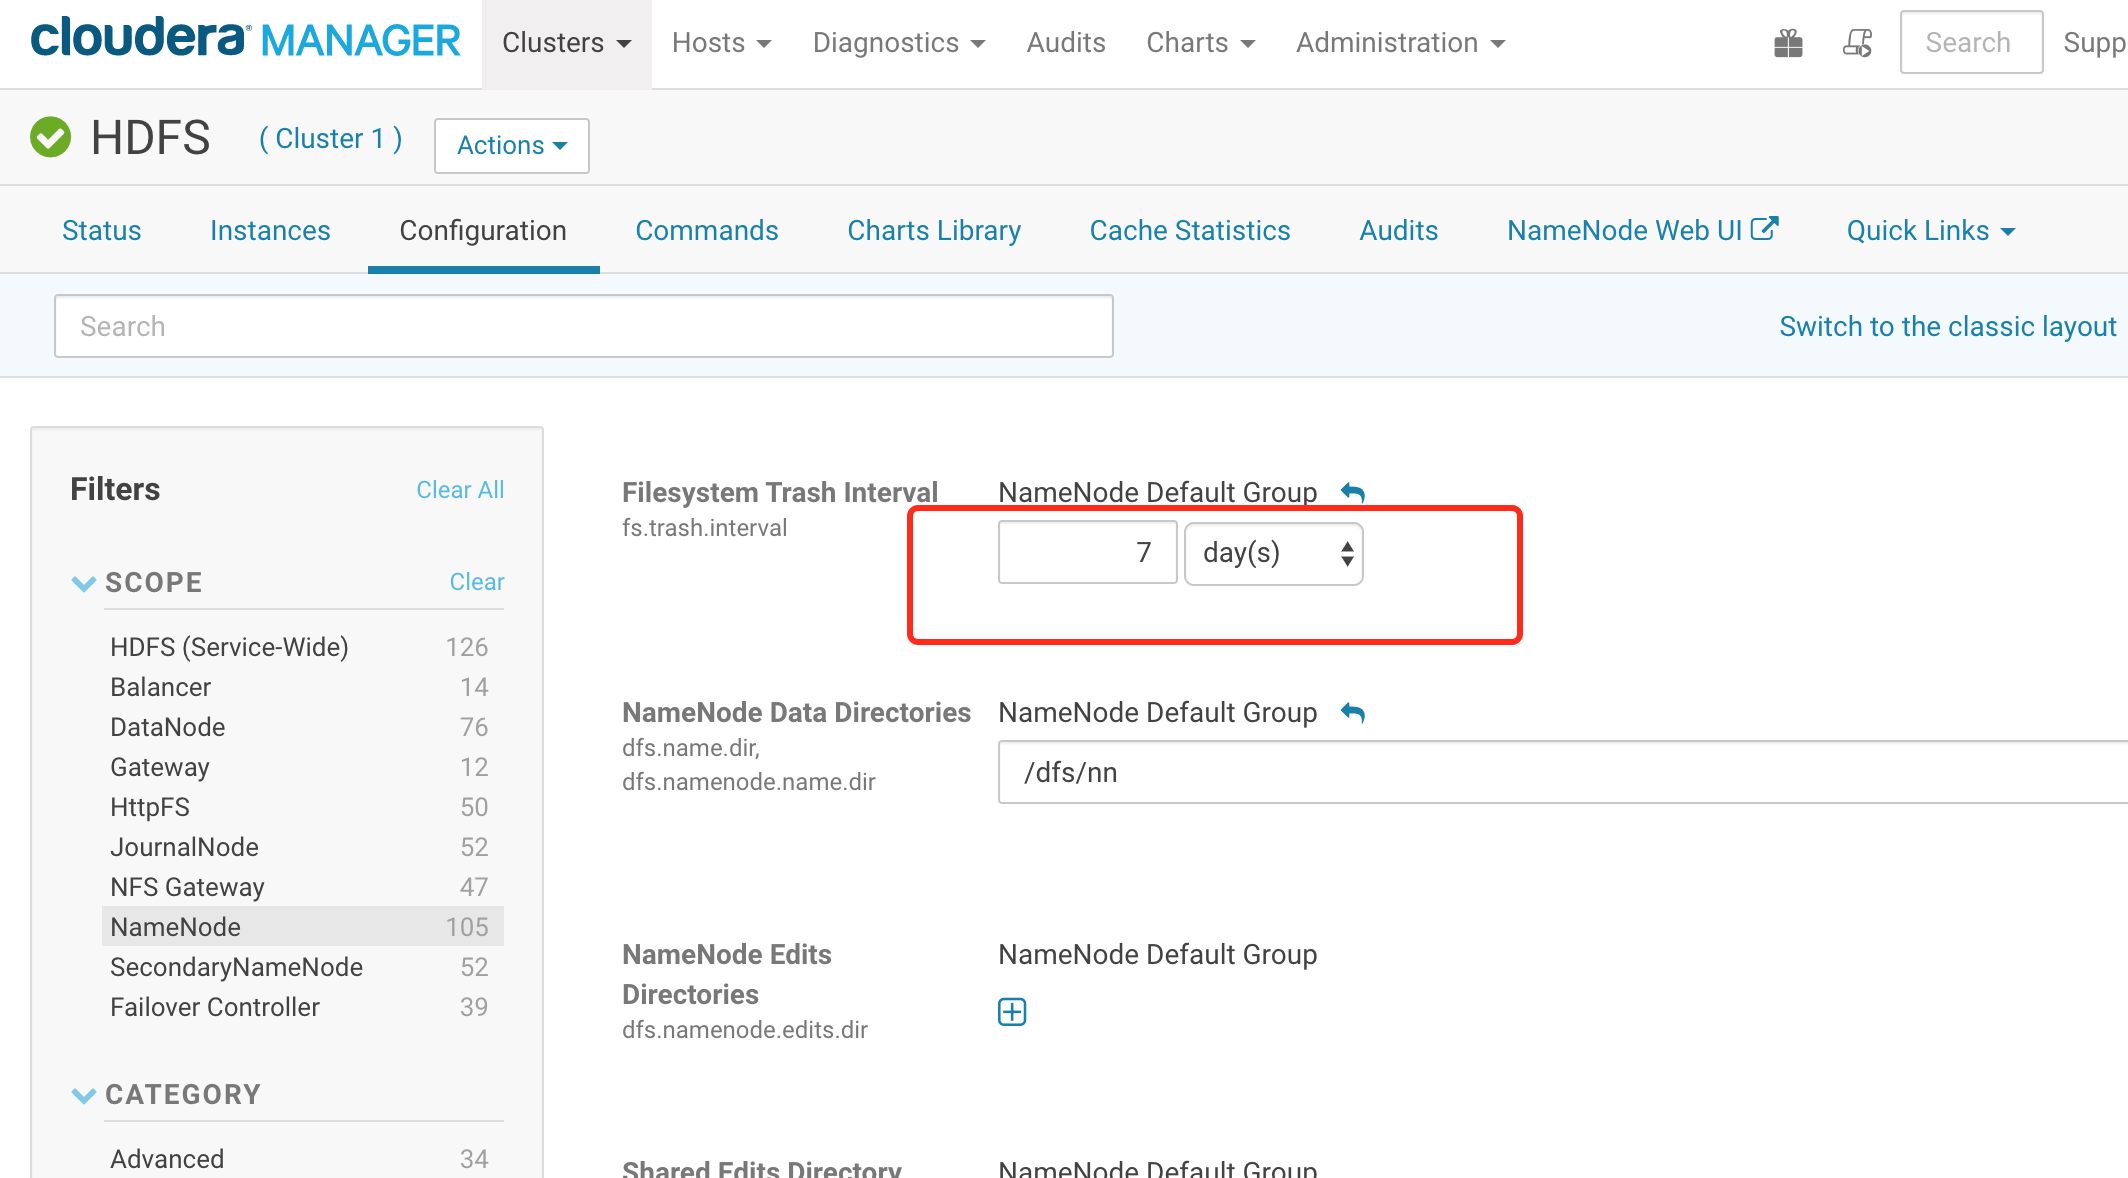 cloudera MANAGER Clusters Hosts Diagnostics Audits Charts Administration Search Supp
HDFS ( Cluster 1 ) Actions
Status Instances Configuration Commands Charts Library Cache Statistics Audits NameNode Web UI Quick Links
Search Switch to the classic layout
Filters Clear All
SCOPE Clear
HDFS (Service-Wide) 126
Balancer 14
DataNode 76
Gateway 12
HttpFS 50
JournalNode 52
NFS Gateway 47
NameNode 105
SecondaryNameNode 52
Failover Controller 39
CATEGORY
Advanced 34
Filesystem Trash Interval NameNode Default Group
fs.trash.interval
7 day(s)
NameNode Data Directories NameNode Default Group
dfs.name.dir,
dfs.namenode.name.dir
/dfs/nn
NameNode Edits NameNode Default Group
Directories
dfs.namenode.edits.dir
Shared Edits Directory NameNode Default Group